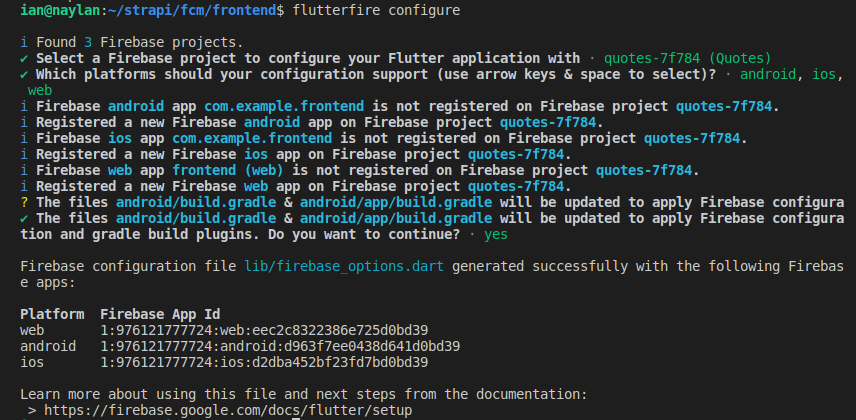 ian@naylan:~/strapi/fcm/frontend$ flutterfire configure
i Found 3 Firebase projects.
✔ Select a Firebase project to configure your Flutter application with · quotes-7f784 (Quotes)
✔ Which platforms should your configuration support (use arrow keys & space to select)? · android, ios,
web
i Firebase android app com.example.frontend is not registered on Firebase project quotes-7f784.
i Registered a new Firebase android app on Firebase project quotes-7f784.
i Firebase ios app com.example.frontend is not registered on Firebase project quotes-7f784.
i Registered a new Firebase ios app on Firebase project quotes-7f784.
i Firebase web app frontend (web) is not registered on Firebase project quotes-7f784.
i Registered a new Firebase web app on Firebase project quotes-7f784.
? The files android/build.gradle & android/app/build.gradle will be updated to apply Firebase configura
✔ The files android/build.gradle & android/app/build.gradle will be updated to apply Firebase configura
tion and gradle build plugins. Do you want to continue? · yes
Firebase configuration file lib/firebase_options.dart generated successfully with the following Firebas
e apps:
Platform  Firebase App Id
web       1:976121777724:web:eec2c8322386e725d0bd39
android   1:976121777724:android:d963f7ee0438d641d0bd39
ios       1:976121777724:ios:d2dba452bf23fd7bd0bd39
Learn more about using this file and next steps from the documentation:
> https://firebase.google.com/docs/flutter/setup